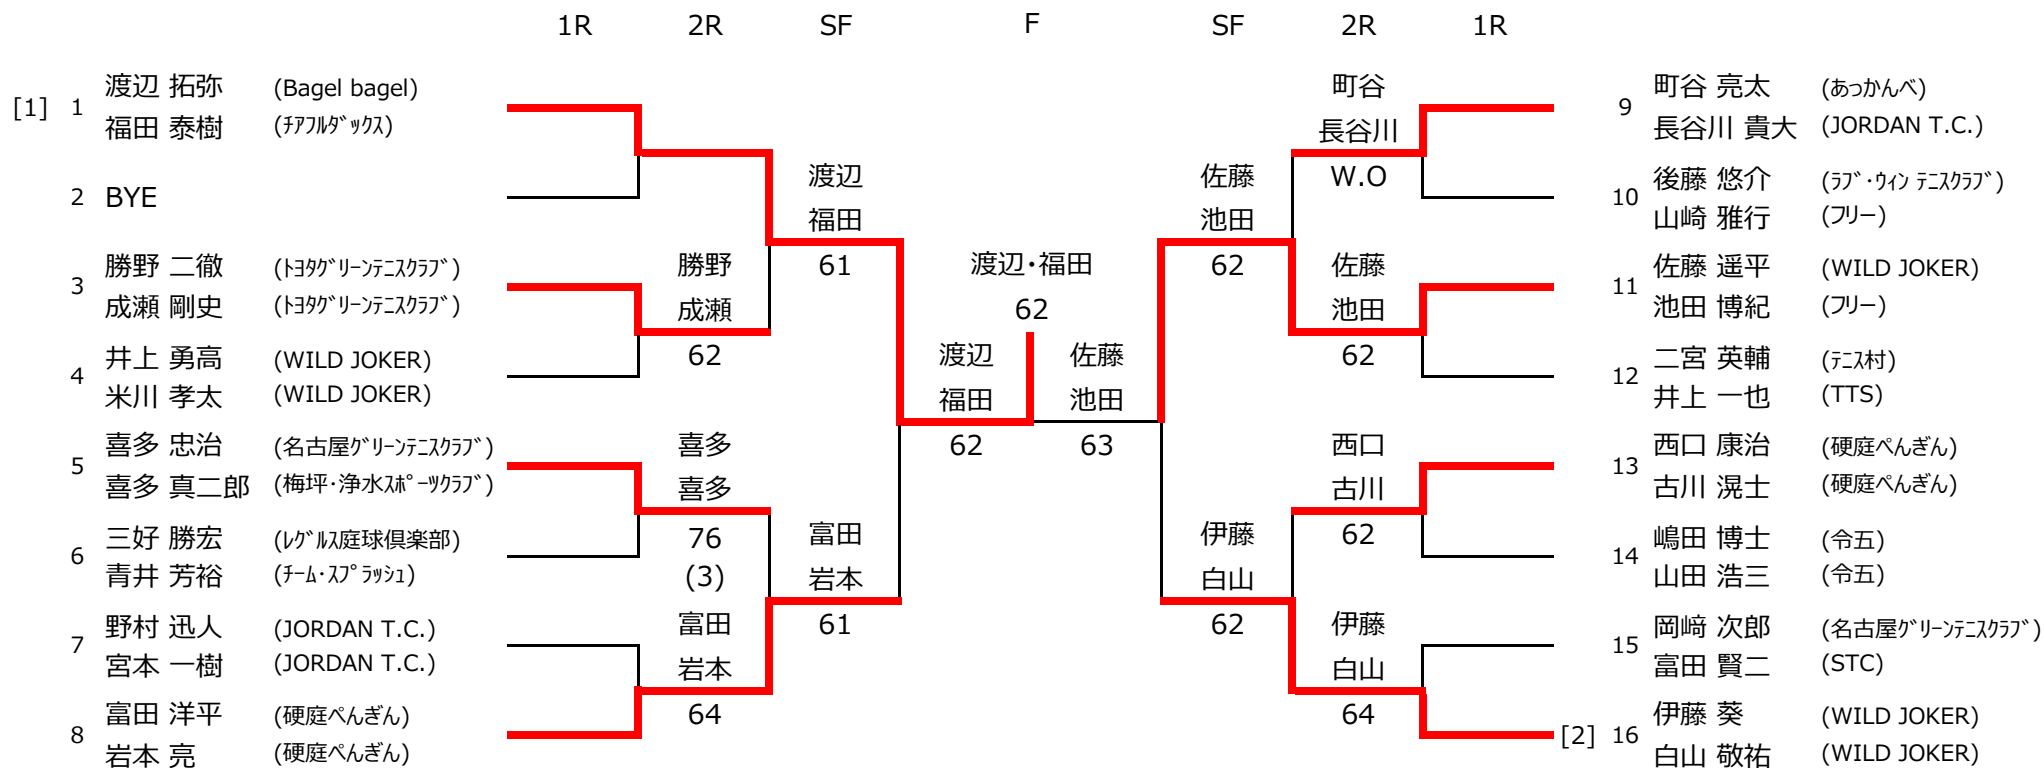 1R 2R SF F SF 2R 1R
[1] 1 渡辺 拓弥 (Bagel bagel)
福田 泰樹 (ﾁｱﾌﾙﾀﾞｯｸｽ)
2 BYE
3 勝野 二徹 (ﾄﾖﾀｸﾞﾘｰﾝﾃﾆｽｸﾗﾌﾞ)
成瀬 剛史 (ﾄﾖﾀｸﾞﾘｰﾝﾃﾆｽｸﾗﾌﾞ)
4 井上 勇高 (WILD JOKER)
米川 孝太 (WILD JOKER)
5 喜多 忠治 (名古屋ｸﾞﾘｰﾝﾃﾆｽｸﾗﾌﾞ)
喜多 真二郎 (梅坪･浄水ｽﾎﾟｰﾂｸﾗﾌﾞ)
6 三好 勝宏 (ﾚｸﾞﾙｽ庭球倶楽部)
青井 芳裕 (ﾁｰﾑ･ｽﾌﾟﾗｯｼｭ)
7 野村 迅人 (JORDAN T.C.)
宮本 一樹 (JORDAN T.C.)
8 富田 洋平 (硬庭ぺんぎん)
岩本 亮 (硬庭ぺんぎん)
勝野
成瀬
62
喜多
喜多
76
(3)
富田
岩本
64
渡辺
福田
61
富田
岩本
61
渡辺
福田
62
渡辺・福田
62
佐藤
池田
63
佐藤
池田
62
伊藤
白山
62
町谷
長谷川
W.O
佐藤
池田
62
西口
古川
62
伊藤
白山
64
9 町谷 亮太 (あっかんべ)
長谷川 貴大 (JORDAN T.C.)
10 後藤 悠介 (ﾗﾌﾞ･ｳｨﾝ ﾃﾆｽｸﾗﾌﾞ)
山崎 雅行 (フリー)
11 佐藤 遥平 (WILD JOKER)
池田 博紀 (フリー)
12 二宮 英輔 (ﾃﾆｽ村)
井上 一也 (TTS)
13 西口 康治 (硬庭ぺんぎん)
古川 滉士 (硬庭ぺんぎん)
14 嶋田 博士 (令五)
山田 浩三 (令五)
15 岡﨑 次郎 (名古屋ｸﾞﾘｰﾝﾃﾆｽｸﾗﾌﾞ)
富田 賢二 (STC)
[2] 16 伊藤 葵 (WILD JOKER)
白山 敬祐 (WILD JOKER)